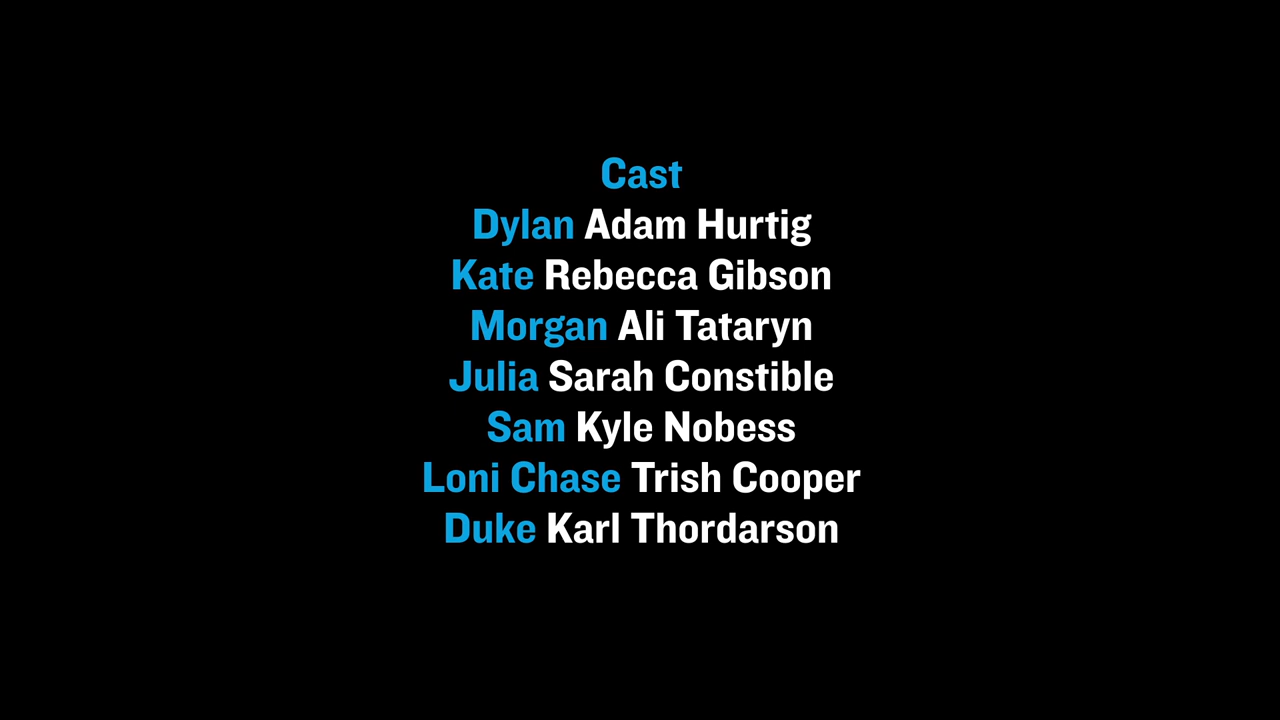 Cast
Dylan Adam Hurtig
Kate Rebecca Gibson
Morgan Ali Tataryn
Julia Sarah Constible
Sam Kyle Nobess
Loni Chase Trish Cooper
Duke Karl Thordarson